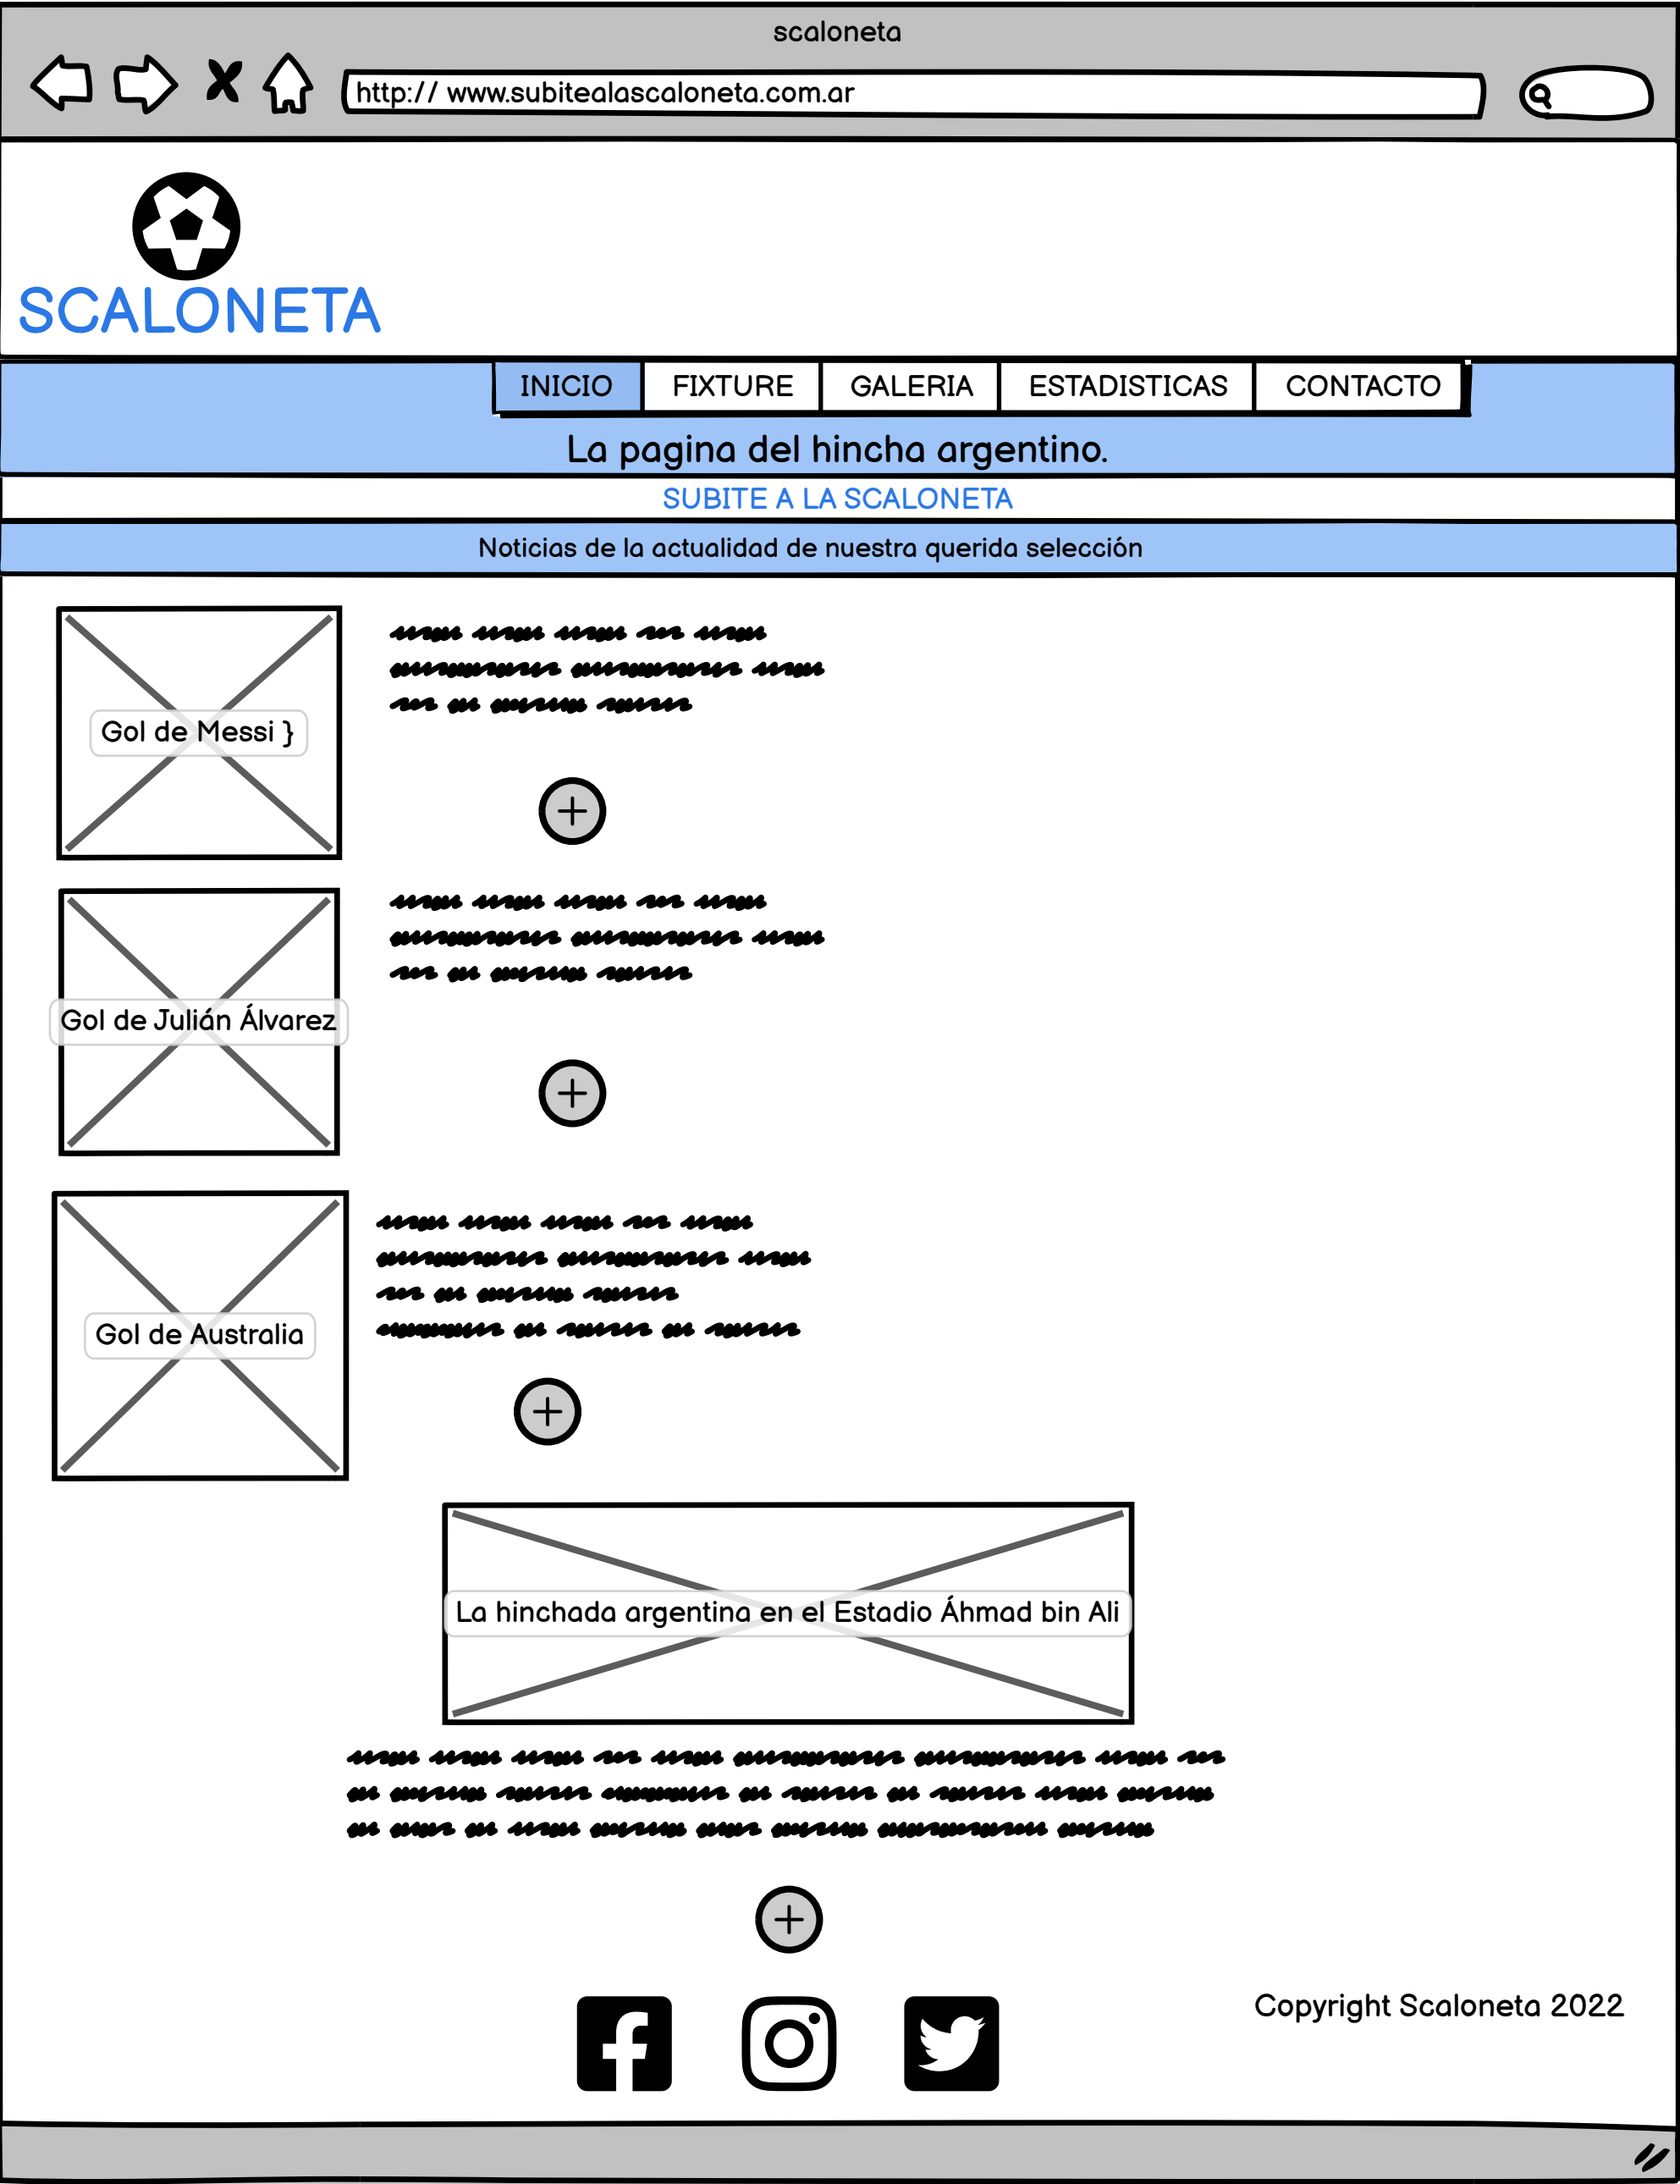 scaloneta
http:// www.subitealascaloneta.com.ar
SCALONETA
INICIO FIXTURE GALERIA ESTADISTICAS CONTACTO
La pagina del hincha argentino.
SUBITE A LA SCALONETA
Noticias de la actualidad de nuestra querida selección
Gol de Messi }
Gol de Julián Álvarez
Gol de Australia
La hinchada argentina en el Estadio Áhmad bin Ali
Copyright Scaloneta 2022